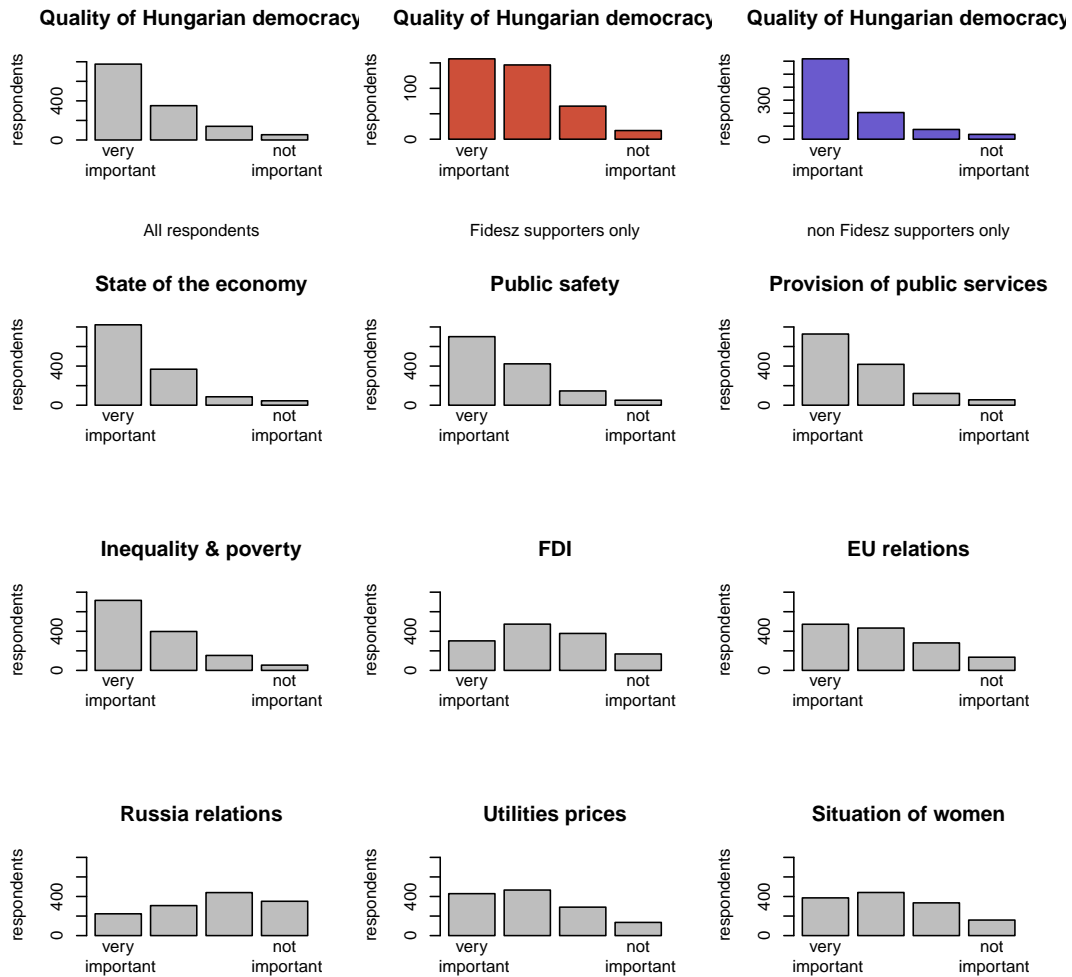 Quality of Hungarian democracy
respondents
0
400
very
important
not
important
All respondents
Quality of Hungarian democracy
respondents
0
100
very
important
not
important
Fidesz supporters only
Quality of Hungarian democracy
respondents
0
300
very
important
not
important
non Fidesz supporters only
State of the economy
respondents
0
400
very
important
not
important
Public safety
respondents
0
400
very
important
not
important
Provision of public services
respondents
0
400
very
important
not
important
Inequality & poverty
respondents
0
400
very
important
not
important
FDI
respondents
0
400
very
important
not
important
EU relations
respondents
0
400
very
important
not
important
Russia relations
respondents
0
400
very
important
not
important
Utilities prices
respondents
0
400
very
important
not
important
Situation of women
respondents
0
400
very
important
not
important